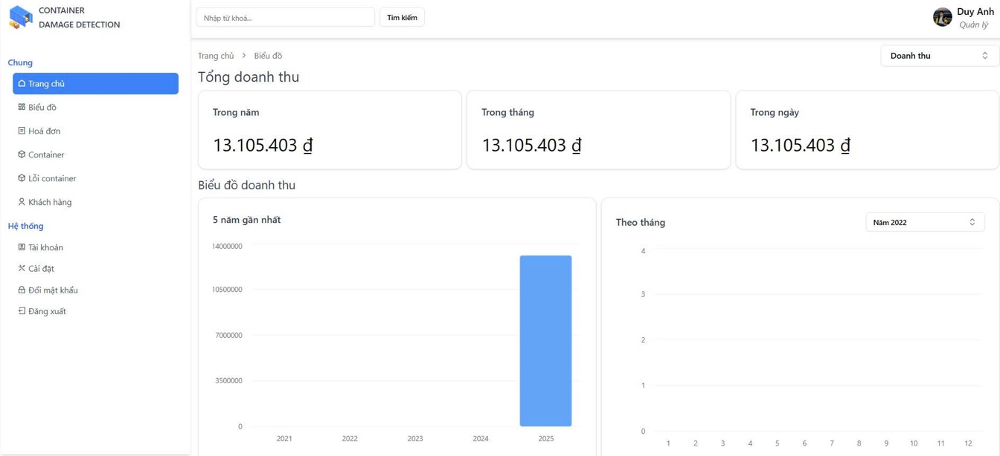 CONTAINER
DAMAGE DETECTION
Nhập từ khoá...
Tìm kiếm
Duy Anh
Quản lý
Chung
Trang chủ
Biểu đồ
Hoá đơn
Container
Lỗi container
Khách hàng
Hệ thống
Tài khoản
Cài đặt
Đổi mật khẩu
Đăng xuất
Trang chủ > Biểu đồ
Doanh thu
Tổng doanh thu
Trong năm
13.105.403 ₫
Trong tháng
13.105.403 ₫
Trong ngày
13.105.403 ₫
Biểu đồ doanh thu
5 năm gần nhất
14000000
10500000
7000000
3500000
0
2021 2022 2023 2024 2025
Theo tháng
Năm 2022
4
3
2
1
0
1 2 3 4 5 6 7 8 9 10 11 12